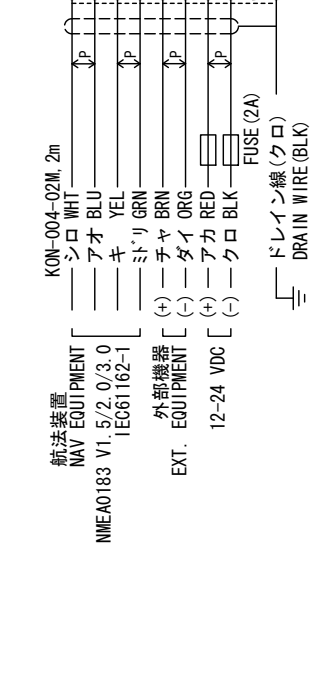 KON-004-02M, 2m
航法装置
NAV EQUIPMENT
NMEA0183 V1.5/2.0/3.0
IEC61162-1
シロ WHT
アオ BLU
キ YEL
ミドリ GRN
P
P
外部機器
EXT. EQUIPMENT
(+) チャ BRN
(-) ダイ ORG
P
12-24 VDC
(+) アカ RED
(-) クロ BLK
P
FUSE(2A)
ドレイン線(クロ)
DRAIN WIRE(BLK)